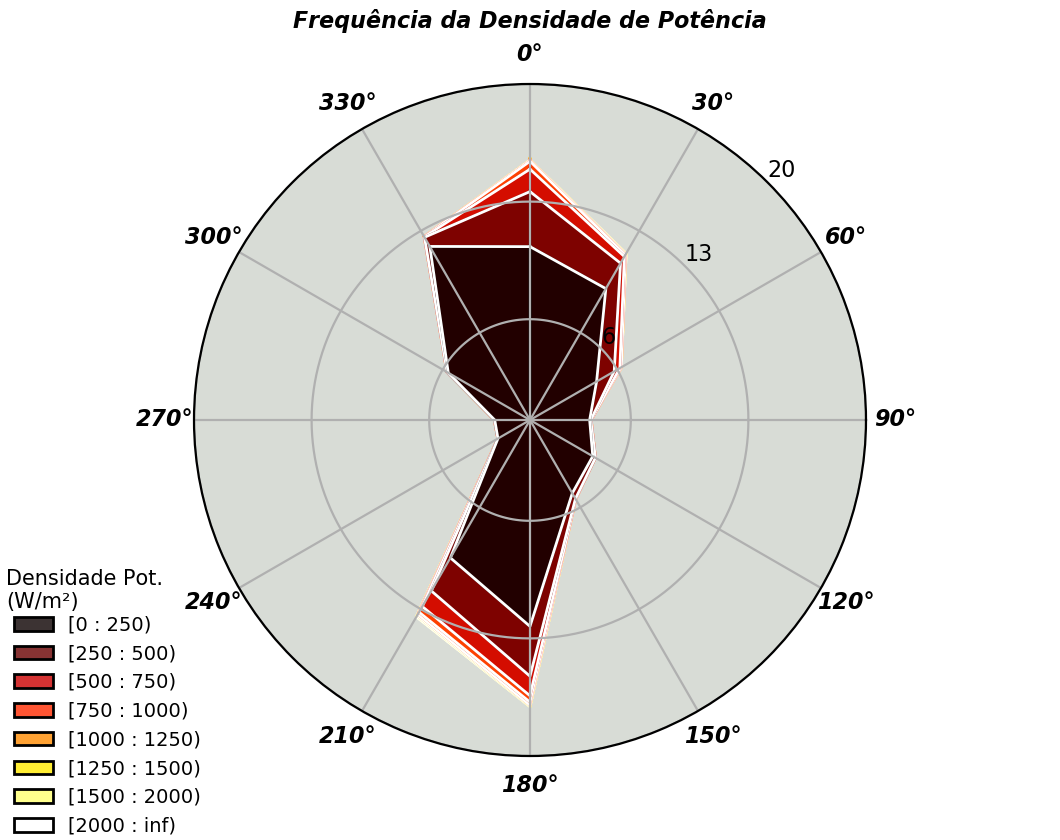 Frequência da Densidade de Potência
0°
330°
30°
20
300°
60°
13
6
270°
90°
240°
120°
210°
150°
180°
Densidade Pot.
(W/m²)
[0 : 250)
[250 : 500)
[500 : 750)
[750 : 1000)
[1000 : 1250)
[1250 : 1500)
[1500 : 2000)
[2000 : inf)